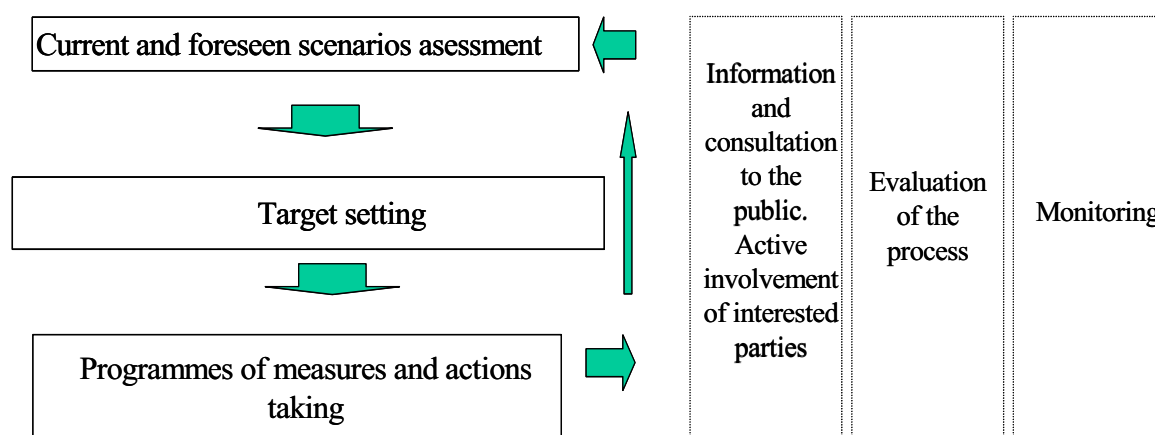 Current and foreseen scenarios asessment
Target setting
Programmes of measures and actions
taking
Information
and
consultation
to the
public.
Active
involvement
of interested
parties
Evaluation
of the
process
Monitoring